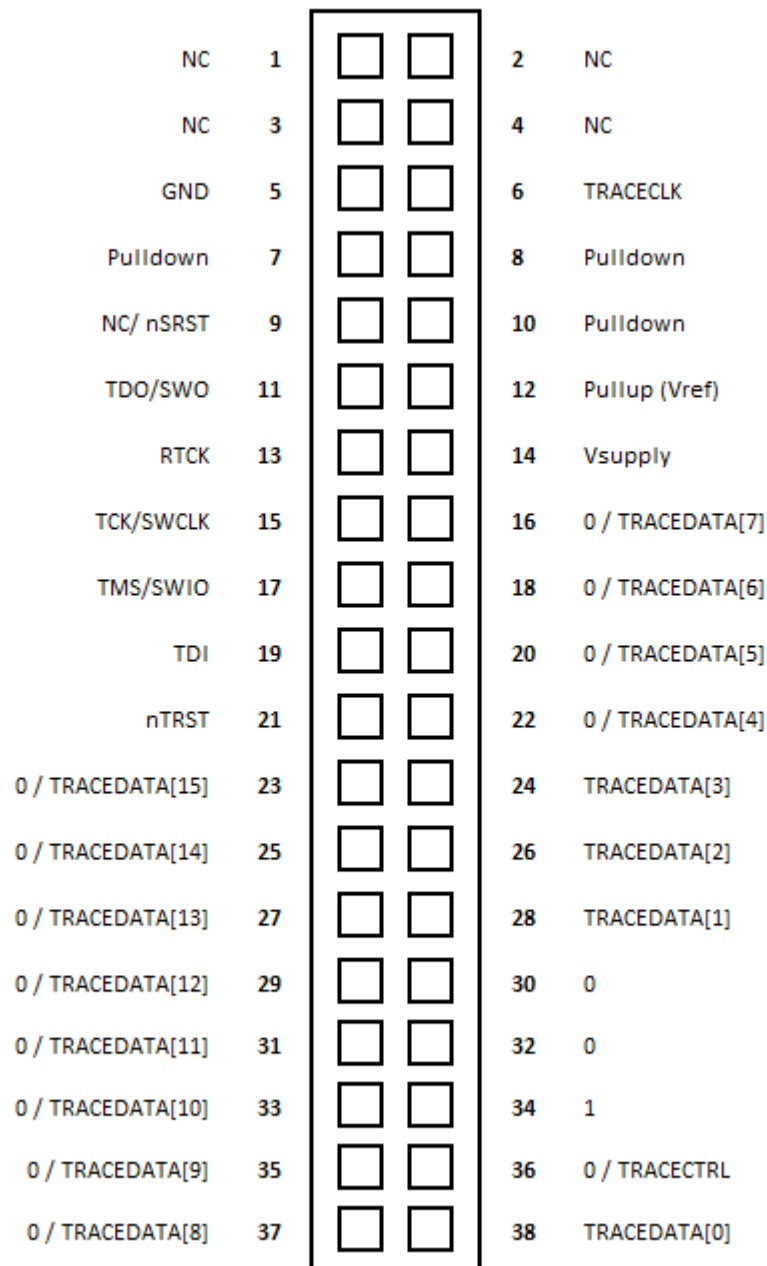 NC 1 2 NC
NC 3 4 NC
GND 5 6 TRACECLK
Pulldown 7 8 Pulldown
NC/ nSRST 9 10 Pulldown
TDO/SWO 11 12 Pullup (Vref)
RTCK 13 14 Vsupply
TCK/SWCLK 15 16 0 / TRACEDATA[7]
TMS/SWIO 17 18 0 / TRACEDATA[6]
TDI 19 20 0 / TRACEDATA[5]
nTRST 21 22 0 / TRACEDATA[4]
0 / TRACEDATA[15] 23 24 TRACEDATA[3]
0 / TRACEDATA[14] 25 26 TRACEDATA[2]
0 / TRACEDATA[13] 27 28 TRACEDATA[1]
0 / TRACEDATA[12] 29 30 0
0 / TRACEDATA[11] 31 32 0
0 / TRACEDATA[10] 33 34 1
0 / TRACEDATA[9] 35 36 0 / TRACECTRL
0 / TRACEDATA[8] 37 38 TRACEDATA[0]